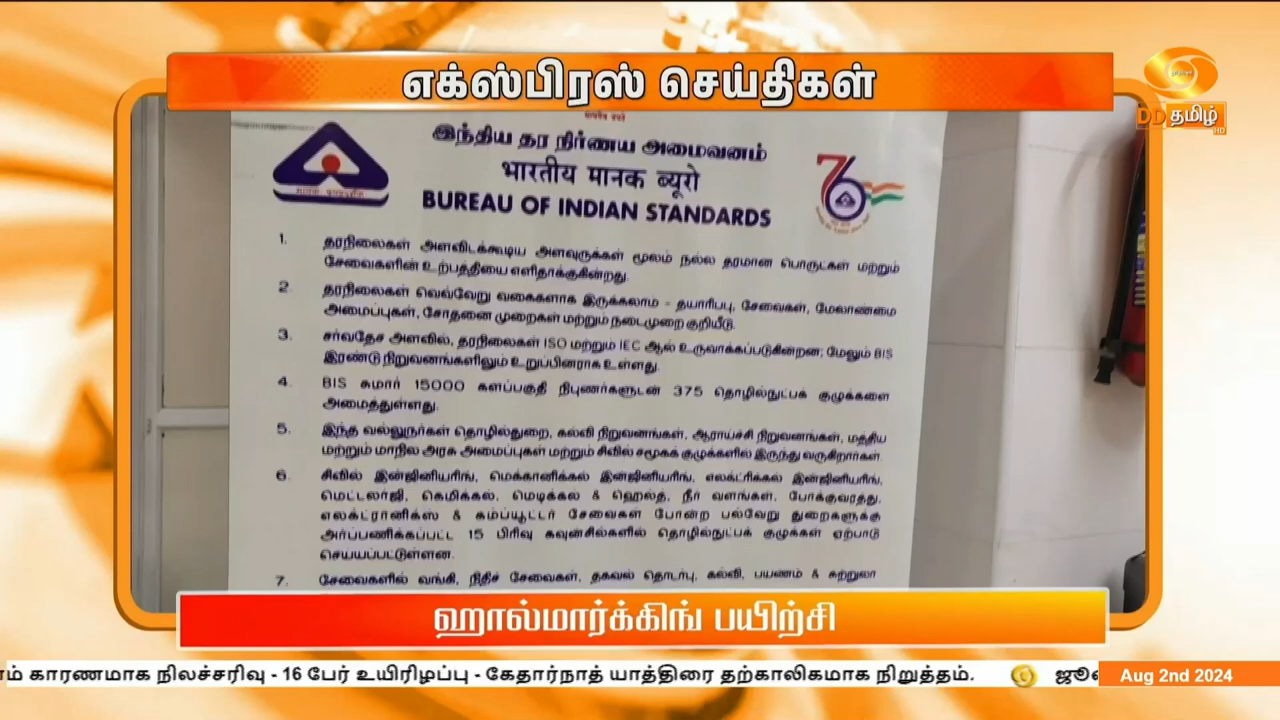 எக்ஸ்பிரஸ் செய்திகள்
DD தமிழ் HD
இந்திய தர நிர்ணய அமைவனம்
भारतीय मानक ब्यूरो
BUREAU OF INDIAN STANDARDS
76
1. தரநிலைகள் அளவிடக்கூடிய அளவுருக்கள் மூலம் நல்ல தரமான பொருட்கள் மற்றும்
சேவைகளின் உற்பத்தியை எளிதாக்குகின்றது.
2. தரநிலைகள் வெவ்வேறு வகைகளாக இருக்கலாம் - தயாரிப்பு, சேவைகள், மேலாண்மை
அமைப்புகள், சோதனை முறைகள் மற்றும் நடைமுறை குறியீடு.
3. சர்வதேச அளவில், தரநிலைகள் ISO மற்றும் IEC ஆல் உருவாக்கப்படுகின்றன; மேலும் BIS
இரண்டு நிறுவனங்களிலும் உறுப்பினராக உள்ளது.
4. BIS சுமார் 15000 களப்பகுதி நிபுணர்களுடன் 375 தொழில்நுட்பக் குழுக்களை
அமைத்துள்ளது.
5. இந்த வல்லுநர்கள் தொழில்துறை, கல்வி நிறுவனங்கள், ஆராய்ச்சி நிறுவனங்கள், மத்திய
மற்றும் மாநில அரசு அமைப்புகள் மற்றும் சிவில் சமூகக் குழுக்களில் இருந்து வருகிறார்கள்.
6. சிவில் இன்ஜினியரிங், மெக்கானிக்கல் இன்ஜினியரிங், எலக்ட்ரிக்கல் இன்ஜினியரிங்,
மெட்டலர்ஜி, கெமிக்கல், மெடிக்கல் & ஹெல்த், நீர் வளங்கள், போக்குவரத்து,
எலக்ட்ரானிக்ஸ் & கம்ப்யூட்டர் சேவைகள் போன்ற பல்வேறு துறைகளுக்கு
அர்ப்பணிக்கப்பட்ட 15 பிரிவு கவுன்சில்களில் தொழில்நுட்பக் குழுக்கள் ஏற்பாடு
செய்யப்பட்டுள்ளன.
7. சேவைகளில் வங்கி, நிதிச் சேவைகள், தகவல் தொடர்பு, கல்வி, பயணம் & சுற்றுலா
ஹால்மார்க்கிங் பயிற்சி
காரணமாக நிலச்சரிவு - 16 பேர் உயிரிழப்பு - கேதார்நாத் யாத்திரை தற்காலிகமாக நிறுத்தம்.
Aug 2nd 2024